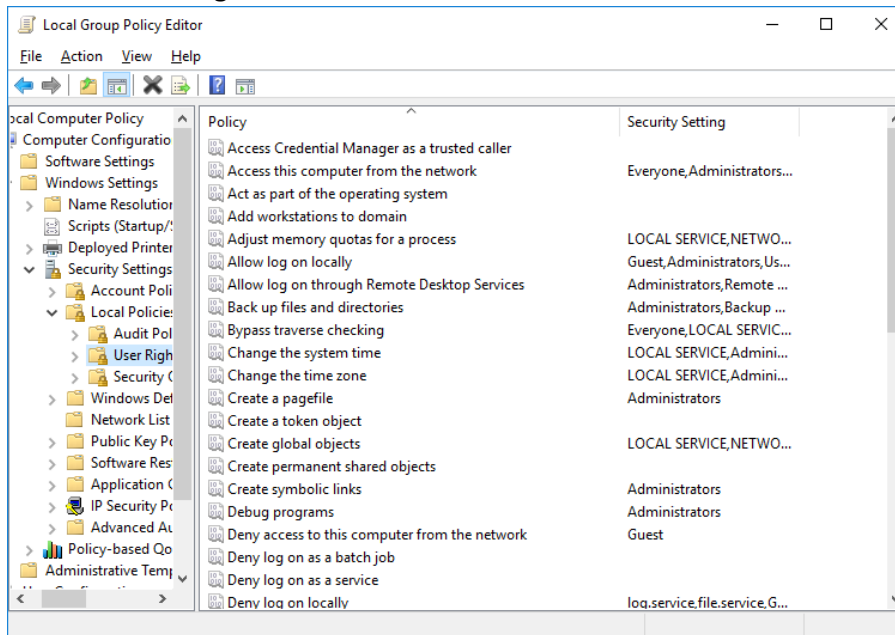 Local Group Policy Editor
File Action View Help
ocal Computer Policy
Computer Configuratio
Software Settings
Windows Settings
Name Resolution
Scripts (Startup/S
Deployed Printer
Security Settings
Account Poli
Local Policies
Audit Pol
User Righ
Security O
Windows Def
Network List
Public Key Po
Software Res
Application C
IP Security Po
Advanced Au
Policy-based Qo
Administrative Temp
Policy Security Setting
Access Credential Manager as a trusted caller
Access this computer from the network Everyone,Administrators...
Act as part of the operating system
Add workstations to domain
Adjust memory quotas for a process LOCAL SERVICE,NETWO...
Allow log on locally Guest,Administrators,Us...
Allow log on through Remote Desktop Services Administrators,Remote ...
Back up files and directories Administrators,Backup ...
Bypass traverse checking Everyone,LOCAL SERVIC...
Change the system time LOCAL SERVICE,Admini...
Change the time zone LOCAL SERVICE,Admini...
Create a pagefile Administrators
Create a token object
Create global objects LOCAL SERVICE,NETWO...
Create permanent shared objects
Create symbolic links Administrators
Debug programs Administrators
Deny access to this computer from the network Guest
Deny log on as a batch job
Deny log on as a service
Deny log on locally log.service,file.service,G...